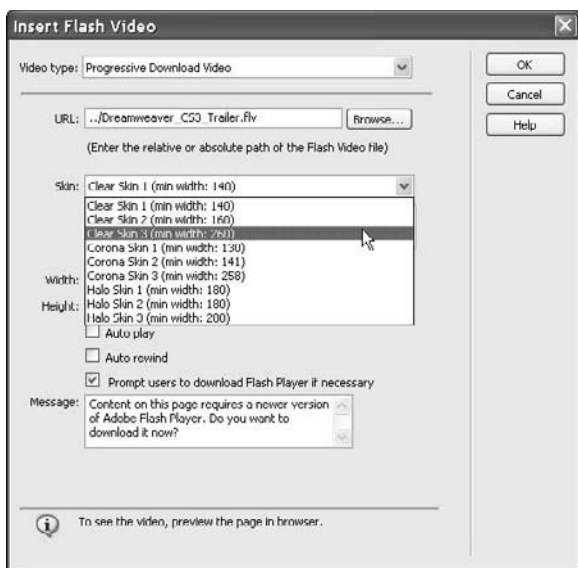 Insert Flash Video
Video type: Progressive Download Video
OK
Cancel
Help
URL: ../Dreamweaver_CS3_Trailer.flv Browse...
(Enter the relative or absolute path of the Flash Video file)
Skin: Clear Skin 1 (min width: 140)
Clear Skin 1 (min width: 140)
Clear Skin 2 (min width: 160)
Clear Skin 3 (min width: 260)
Corona Skin 1 (min width: 130)
Corona Skin 2 (min width: 141)
Corona Skin 3 (min width: 258)
Width: Halo Skin 1 (min width: 180)
Height: Halo Skin 2 (min width: 180)
Halo Skin 3 (min width: 200)
Auto play
Auto rewind
Prompt users to download Flash Player if necessary
Message: Content on this page requires a newer version
of Adobe Flash Player. Do you want to
download it now?
To see the video, preview the page in browser.